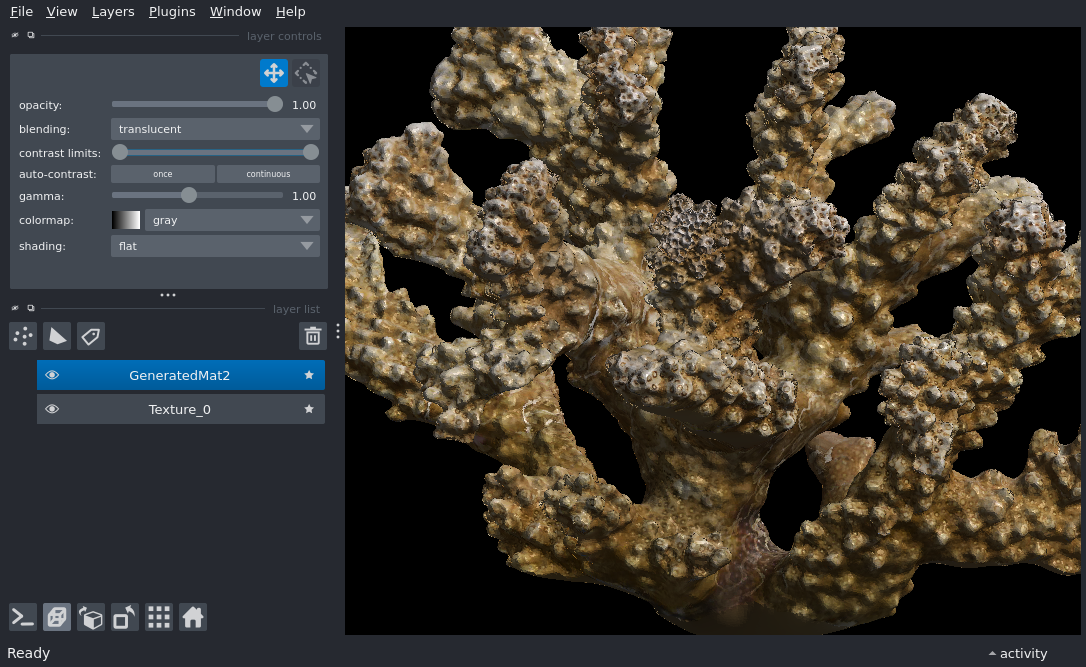 File View Layers Plugins Window Help
layer controls
opacity: 1.00
blending: translucent
contrast limits:
auto-contrast: once continuous
gamma: 1.00
colormap: gray
shading: flat
layer list
GeneratedMat2
Texture_0
Ready
activity